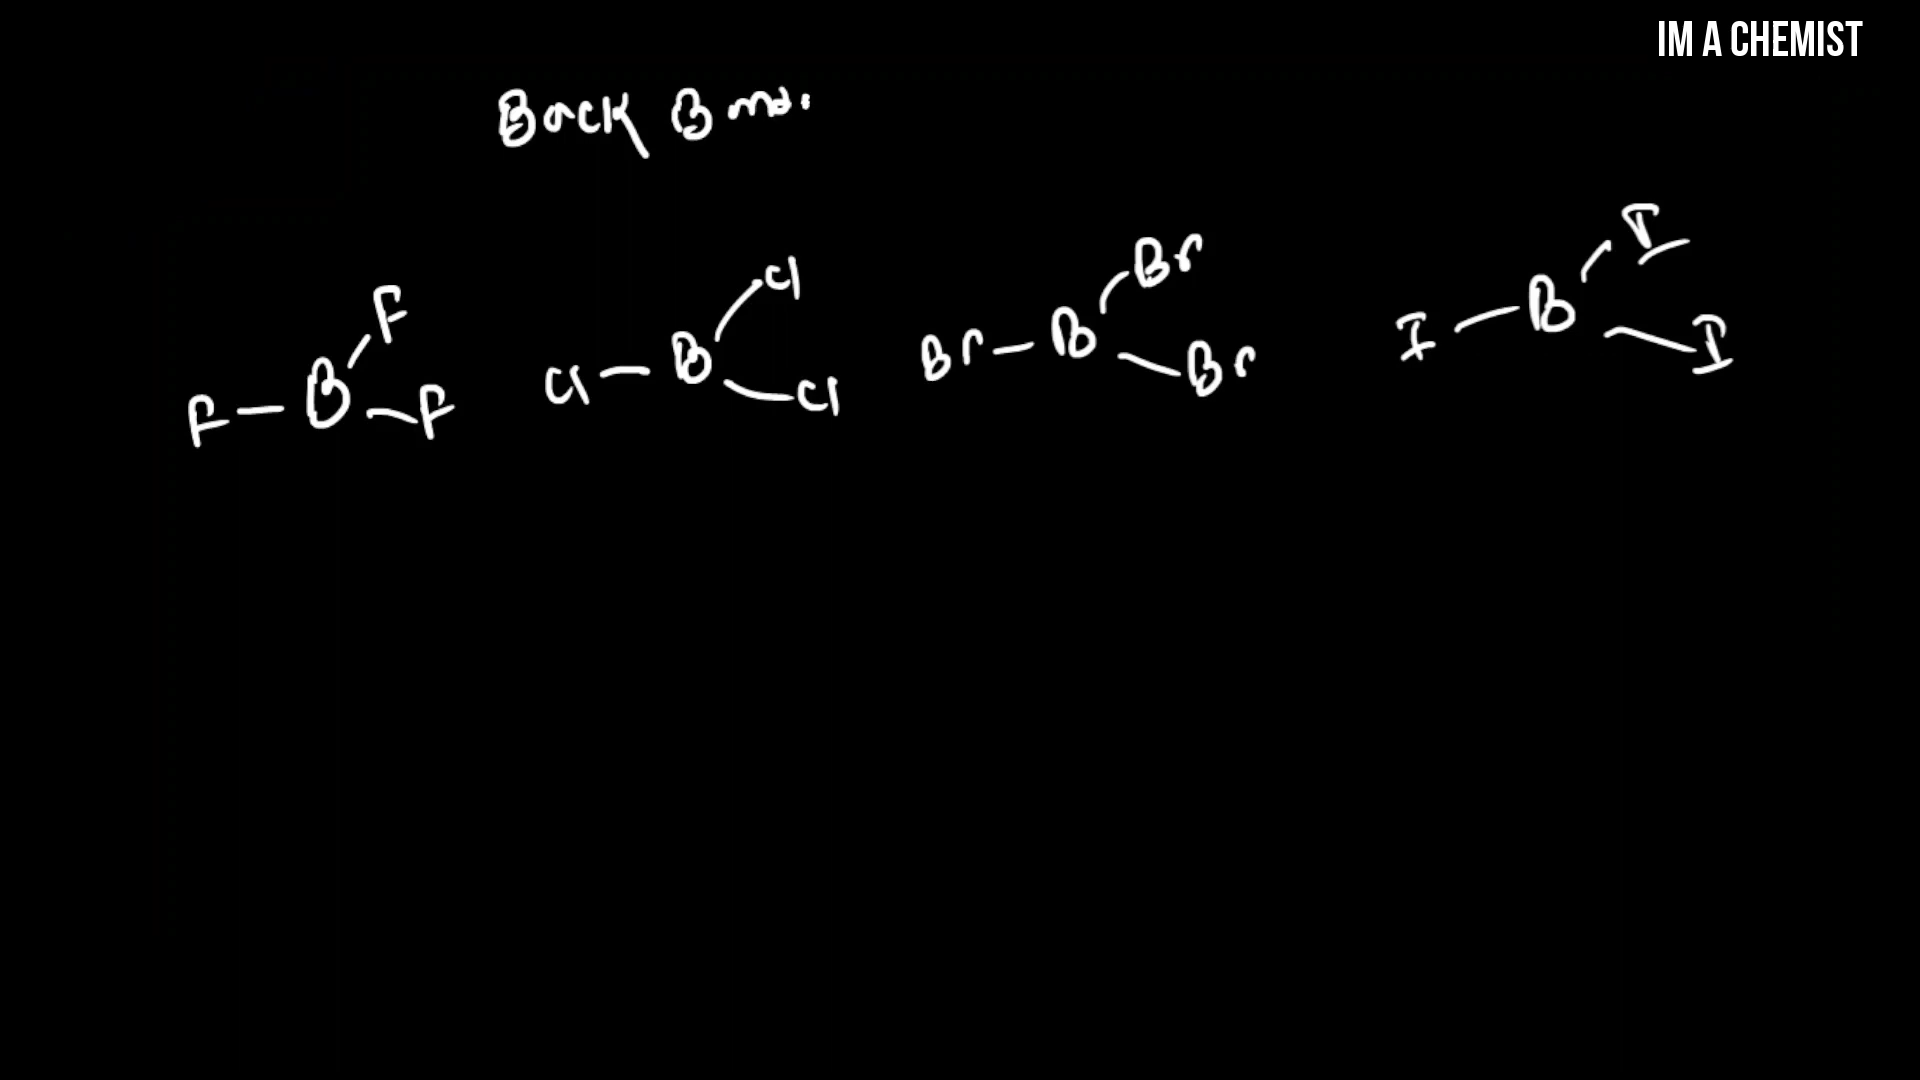 IM A CHEMIST
Back Bond.
F-B-F
F
Cl-B-Cl
Cl
Br-B-Br
Br
I-B-I
I